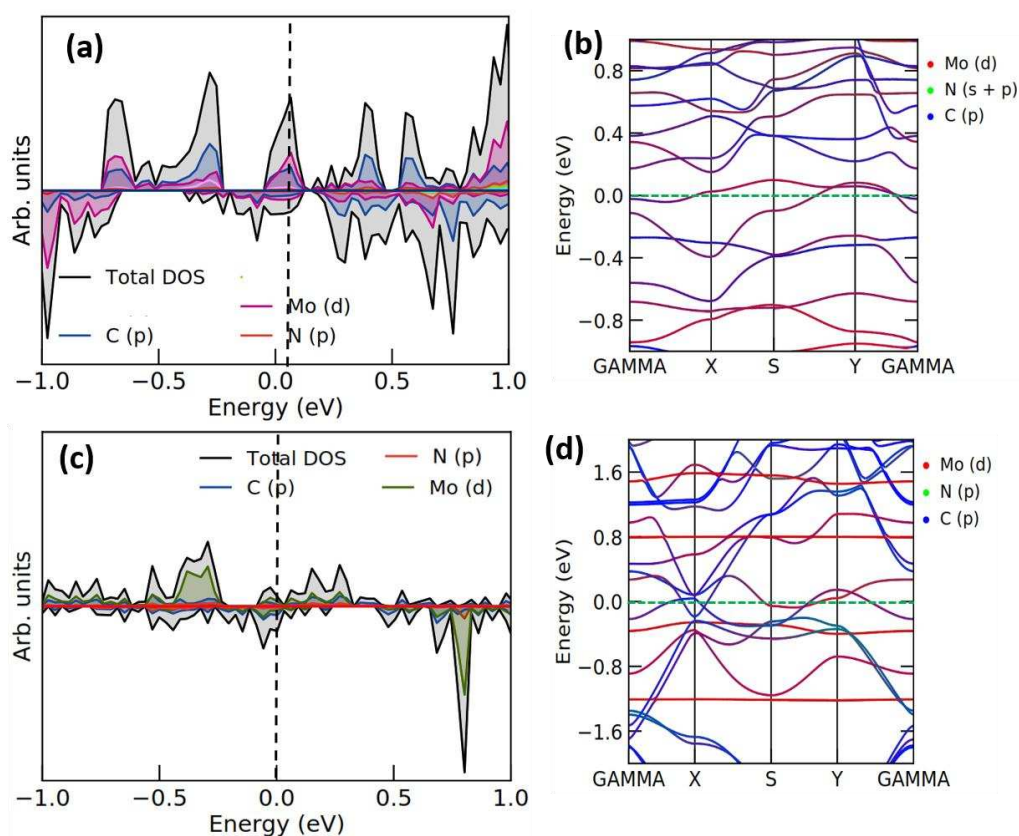 (a)
Arb. units
Total DOS
Mo (d)
C (p)
N (p)
−1.0 −0.5 0.0 0.5 1.0
Energy (eV)
(b)
Energy (eV)
0.8
0.4
0.0
−0.4
−0.8
GAMMA X S Y GAMMA
Mo (d)
N (s + p)
C (p)
(c)
Arb. units
Total DOS N (p)
C (p) Mo (d)
−1.0 −0.5 0.0 0.5 1.0
Energy (eV)
(d)
Energy (eV)
1.6
0.8
0.0
−0.8
−1.6
GAMMA X S Y GAMMA
Mo (d)
N (p)
C (p)